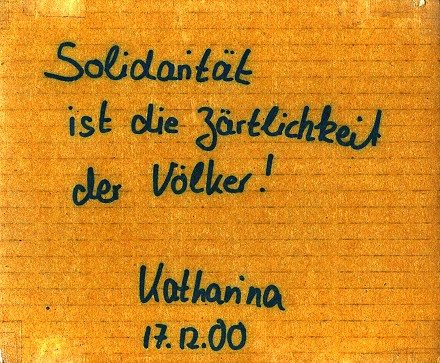 Solidarität
ist die Zärtlichkeit
der Völker!
Katharina
17.12.00